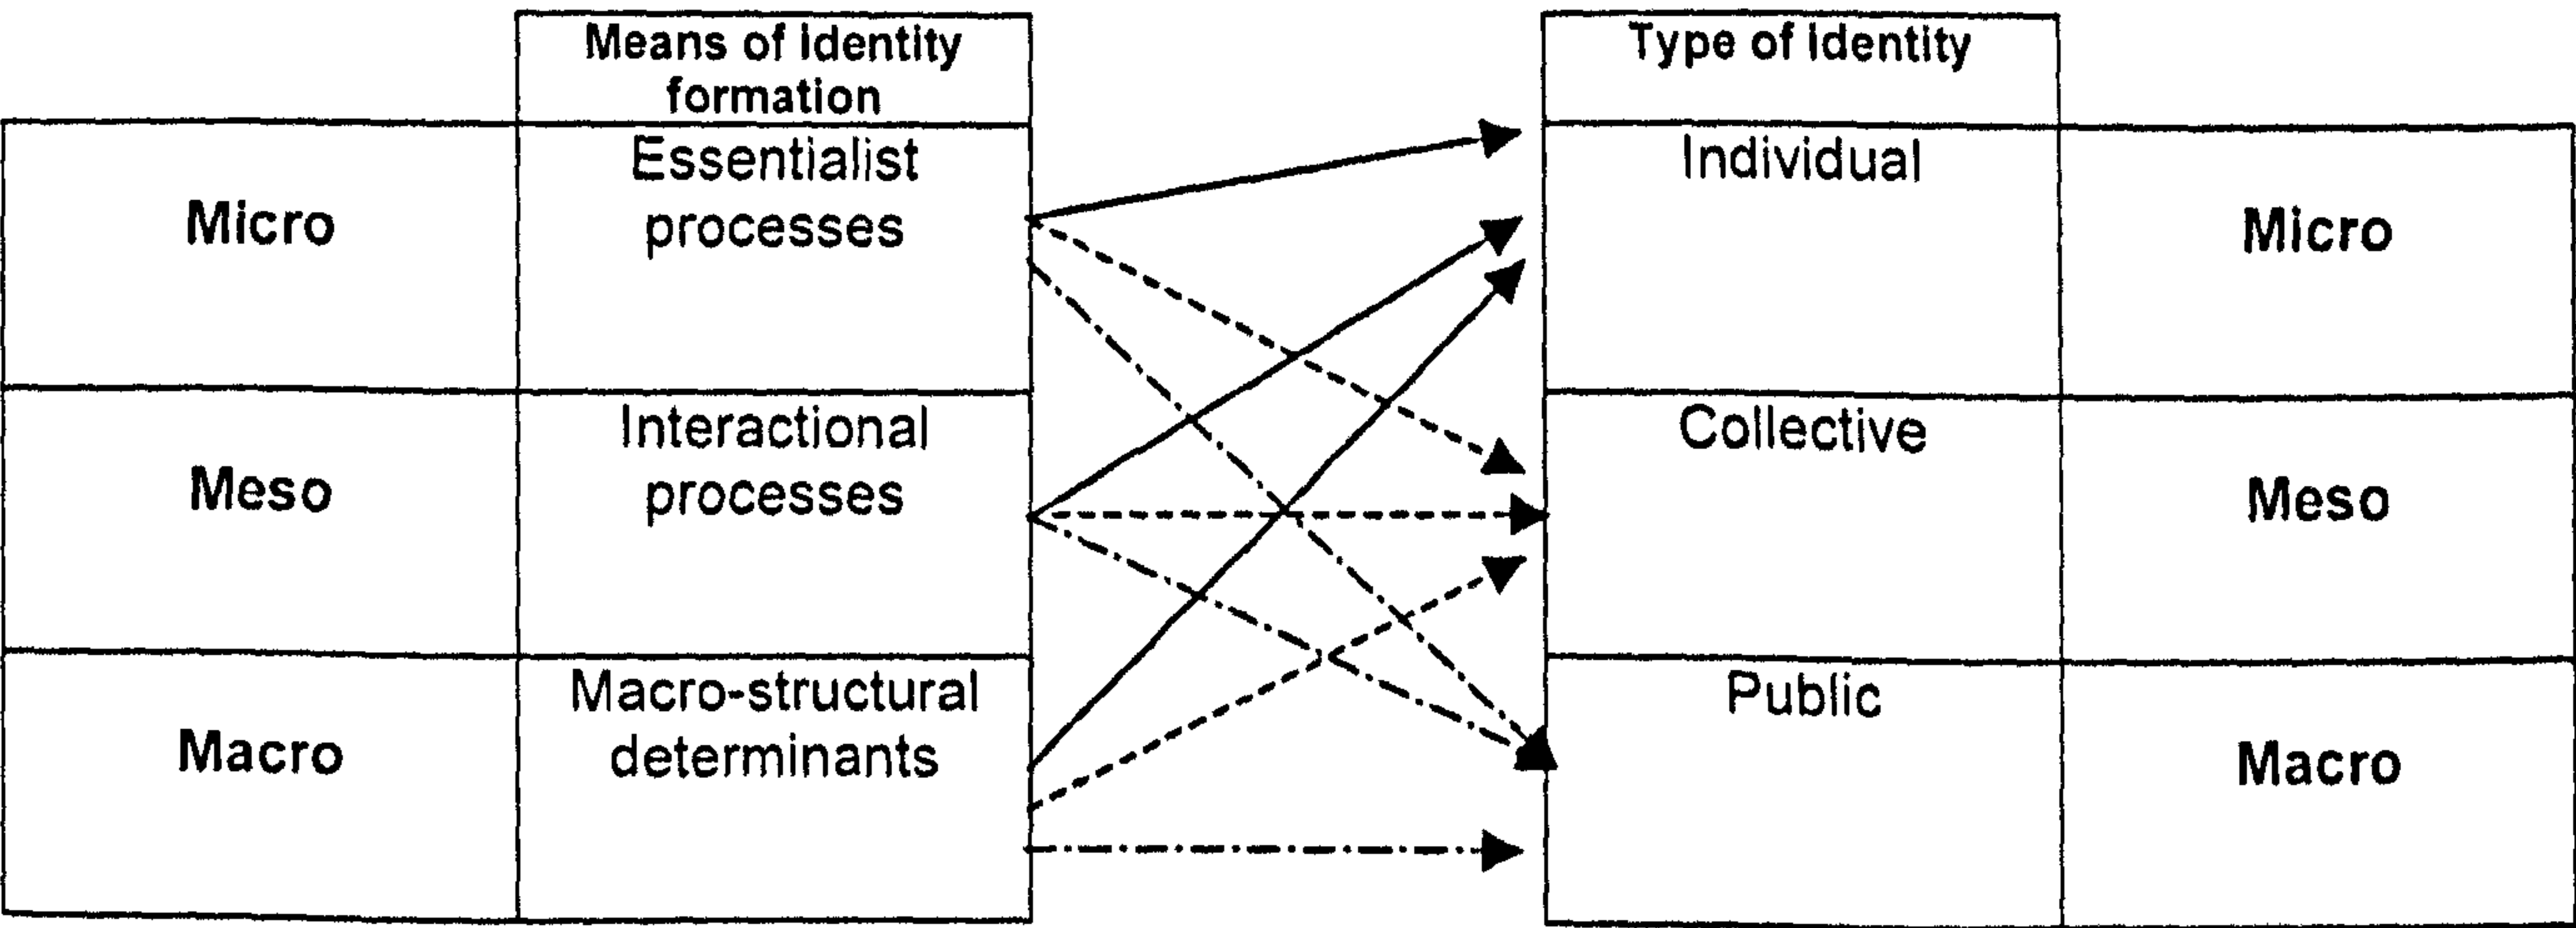 Means of Identity
formation
Type of Identity
Micro
Essentialist
processes
Individual
Micro
Meso
Interactional
processes
Collective
Meso
Macro
Macro-structural
determinants
Public
Macro